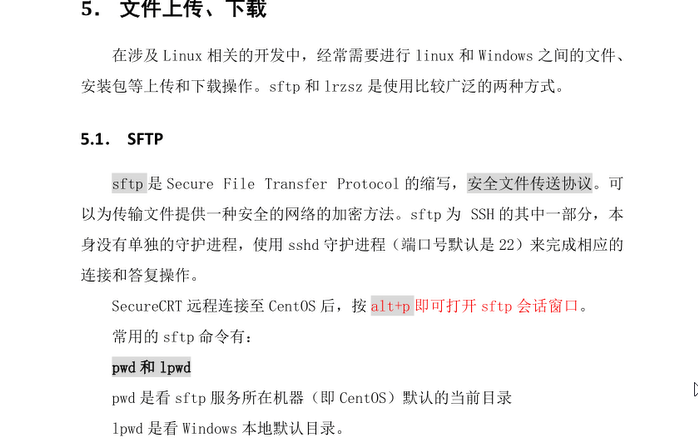 5. 文件上传、下载
在涉及 Linux 相关的开发中，经常需要进行 linux 和 Windows 之间的文件、
安装包等上传和下载操作。sftp 和 lrzsz 是使用比较广泛的两种方式。
5.1. SFTP
sftp 是 Secure File Transfer Protocol 的缩写，安全文件传送协议。可
以为传输文件提供一种安全的网络的加密方法。sftp 为 SSH 的其中一部分，本
身没有单独的守护进程，使用 sshd 守护进程（端口号默认是 22）来完成相应的
连接和答复操作。
SecureCRT 远程连接至 CentOS 后，按 alt+p 即可打开 sftp 会话窗口。
常用的 sftp 命令有：
pwd 和 lpwd
pwd 是看 sftp 服务所在机器（即 CentOS）默认的当前目录
lpwd 是看 Windows 本地默认目录。